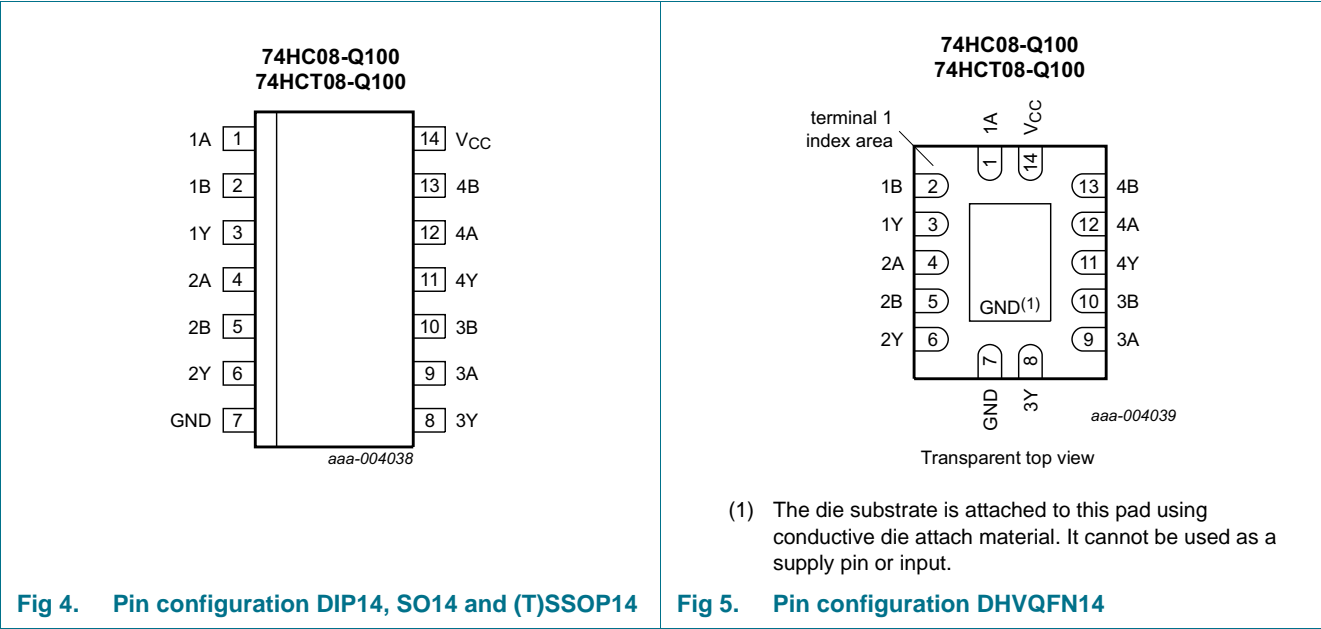 74HC08-Q100
74HCT08-Q100
1A 1 14 VCC
1B 2 13 4B
1Y 3 12 4A
2A 4 11 4Y
2B 5 10 3B
2Y 6 9 3A
GND 7 8 3Y
aaa-004038
Fig 4. Pin configuration DIP14, SO14 and (T)SSOP14
74HC08-Q100
74HCT08-Q100
terminal 1
index area
1A VCC
1 14
1B 2 13 4B
1Y 3 12 4A
2A 4 11 4Y
2B 5 10 3B
GND(1)
2Y 6 9 3A
7 8
GND 3Y
aaa-004039
Transparent top view
(1) The die substrate is attached to this pad using
conductive die attach material. It cannot be used as a
supply pin or input.
Fig 5. Pin configuration DHVQFN14